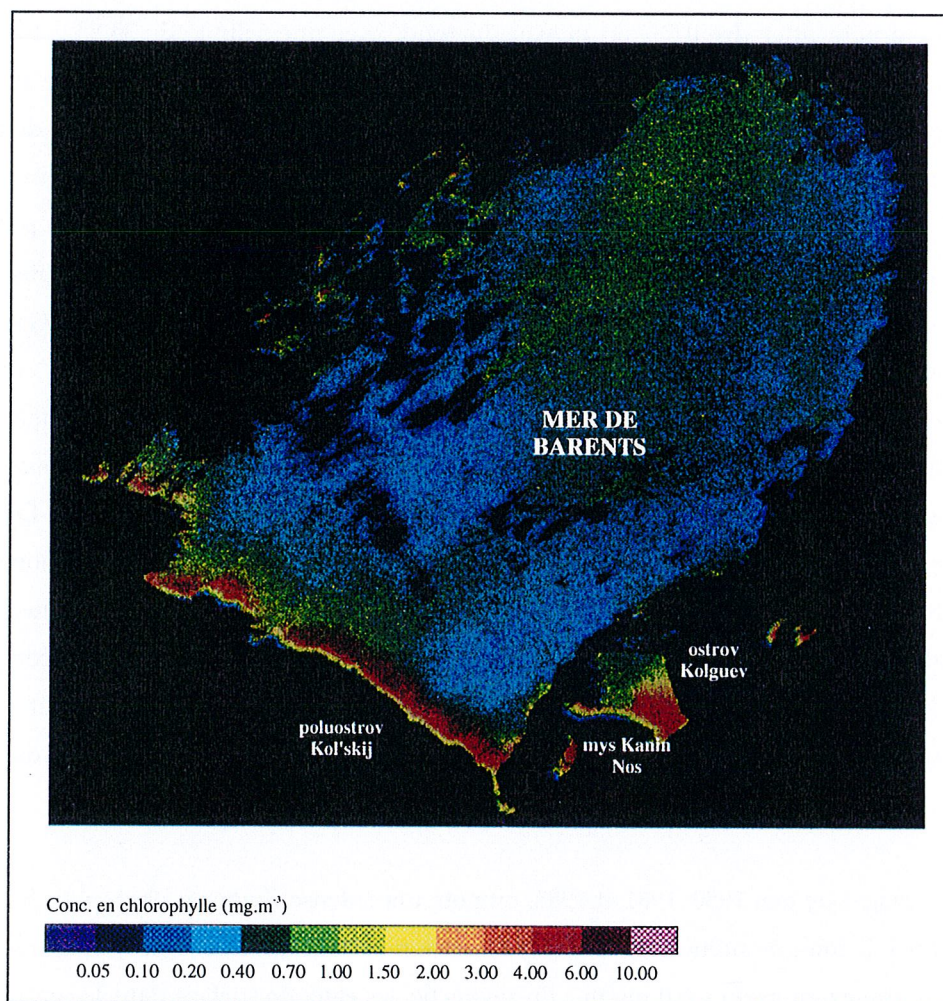 MER DE
BARENTS
ostrov
Kolguev
poluostrov
Kol'skij
mys Kanin
Nos
Conc. en chlorophylle (mg.m⁻³)
0.05 0.10 0.20 0.40 0.70 1.00 1.50 2.00 3.00 4.00 6.00 10.00